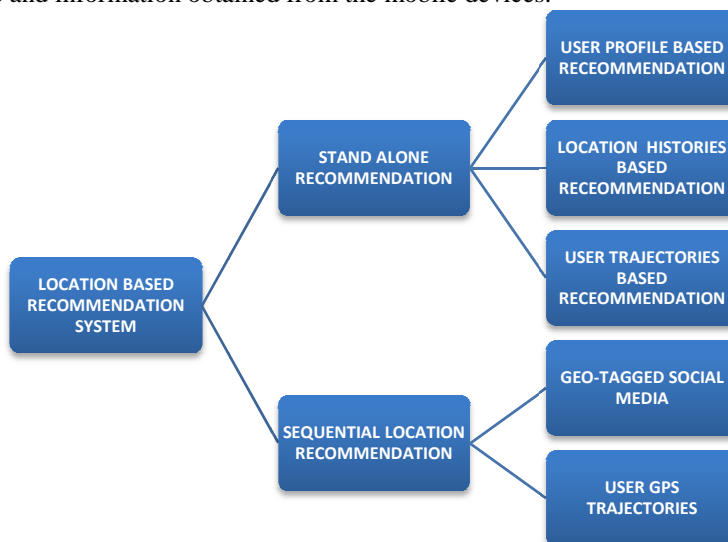 and information obtained from the mobile devices.
USER PROFILE BASED
RECEOMMENDATION
STAND ALONE
RECOMMENDATION
LOCATION HISTORIES
BASED
RECEOMMENDATION
USER TRAJECTORIES
BASED
RECEOMMENDATION
LOCATION BASED
RECOMMENDATION
SYSTEM
GEO-TAGGED SOCIAL
MEDIA
SEQUENTIAL LOCATION
RECOMMENDATION
USER GPS
TRAJECTORIES